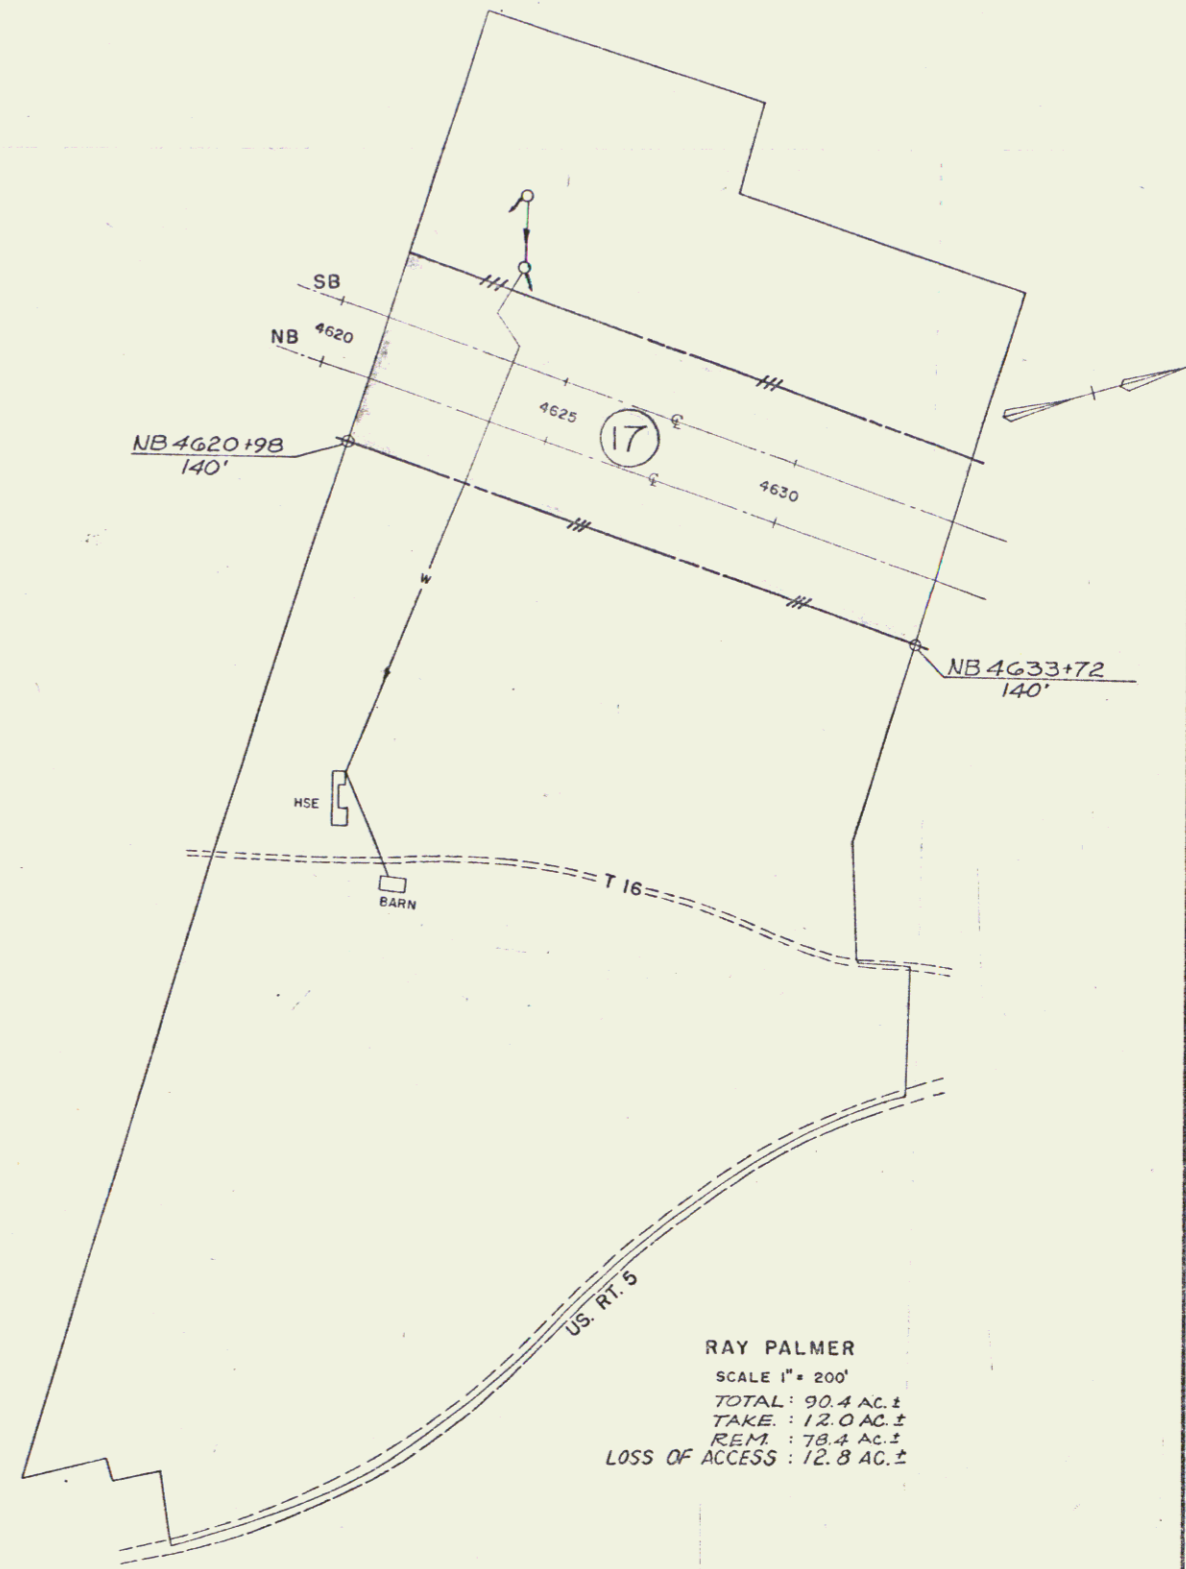 SB
4620
NB
4625
17
℄
℄
4630
NB 4620+98
140'
W
NB 4633+72
140'
HSE
T 16
BARN
US. RT. 5
RAY PALMER
SCALE 1" = 200'
TOTAL : 90.4 AC. ±
TAKE. : 12.0 AC. ±
REM. : 78.4 AC. ±
LOSS OF ACCESS : 12.8 AC. ±